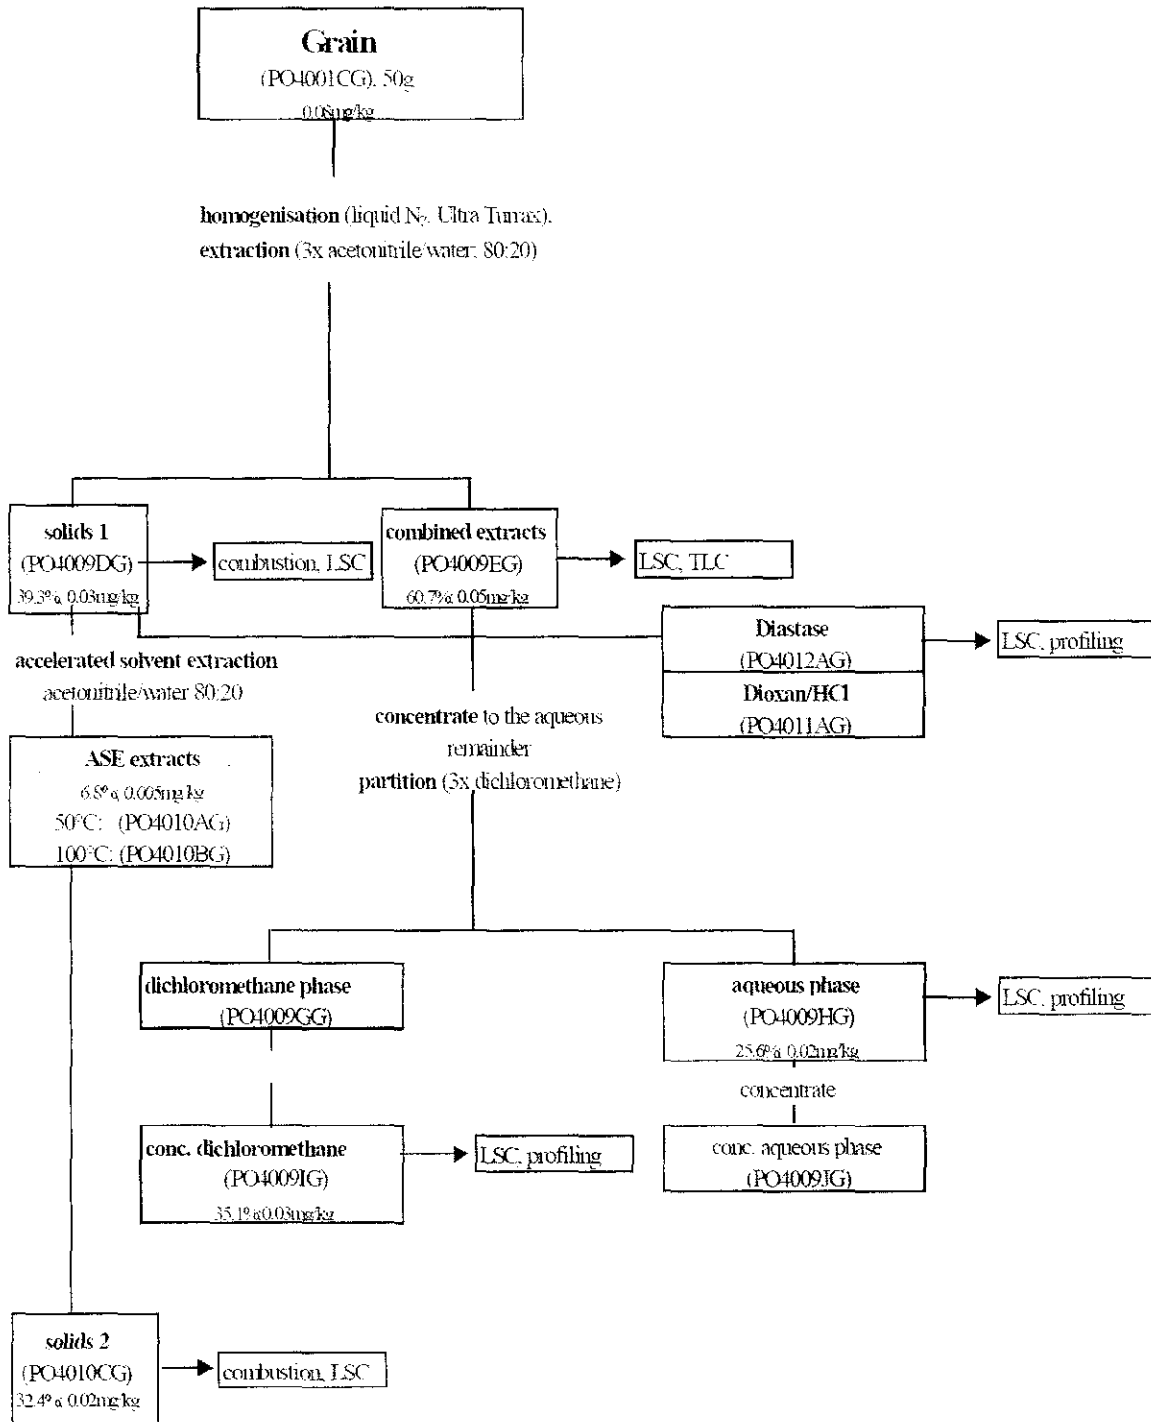 Grain
(PO4001CG), 50g
0.08mg/kg
homogenisation (liquid N2, Ultra Turrax),
extraction (3x acetonitrile/water; 80:20)
solids 1
(PO4009DG)
39.3%; 0.03mg/kg
combustion, LSC
combined extracts
(PO4009EG)
60.7%; 0.05mg/kg
LSC, TLC
Diastase
(PO4012AG)
Dioxan/HCl
(PO4011AG)
LSC, profiling
accelerated solvent extraction
acetonitrile/water 80:20
concentrate to the aqueous
remainder
partition (3x dichloromethane)
ASE extracts
0.005mg/kg
50°C: (PO4010AG)
100°C: (PO4010BG)
dichloromethane phase
(PO4009GG)
aqueous phase
(PO4009HG)
25.6%; 0.02mg/kg
LSC, profiling
concentrate
conc. dichloromethane
(PO4009IG)
35.1%; 0.03mg/kg
LSC, profiling
conc. aqueous phase
(PO4009JG)
solids 2
(PO4010CG)
32.4%; 0.02mg/kg
combustion, LSC